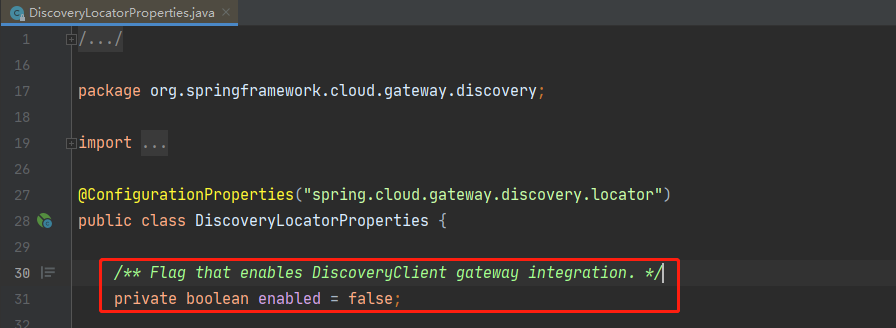 DiscoveryLocatorProperties.java
1 /.../
16
17 package org.springframework.cloud.gateway.discovery;
18
19 import ...
26
27 @ConfigurationProperties("spring.cloud.gateway.discovery.locator")
28 public class DiscoveryLocatorProperties {
29
30 /** Flag that enables DiscoveryClient gateway integration. */
31 private boolean enabled = false;
32